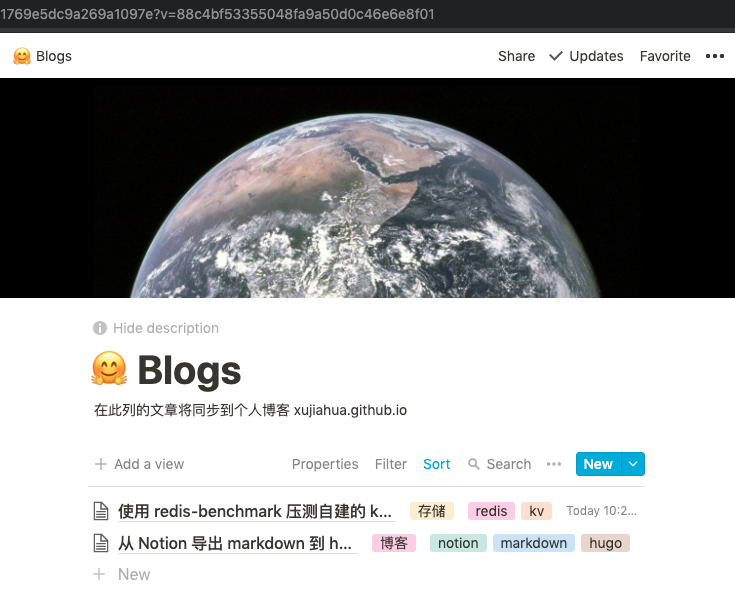 1769e5dc9a269a1097e?v=88c4bf53355048fa9a50d0c46e6e8f01
🤗 Blogs Share ✓ Updates Favorite •••
Hide description
🤗 Blogs
在此列的文章将同步到个人博客 xujiahua.github.io
+ Add a view Properties Filter Sort Search ••• New
使用 redis-benchmark 压测自建的 k... 存储 redis kv Today 10:2...
从 Notion 导出 markdown 到 h... 博客 notion markdown hugo
+ New